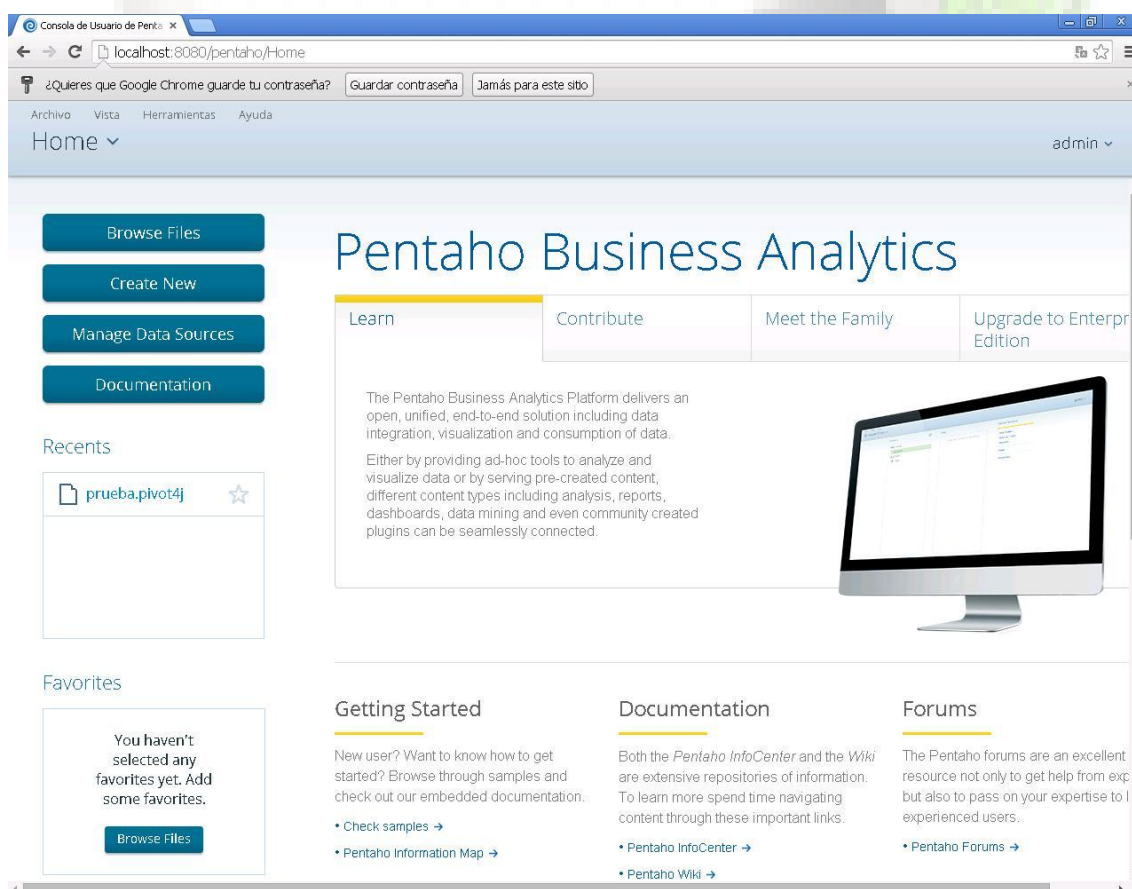 Consola de Usuario de Penta
localhost:8080/pentaho/Home
¿Quieres que Google Chrome guarde tu contraseña? Guardar contraseña Jamás para este sitio
Archivo Vista Herramientas Ayuda
Home
admin
Browse Files
Create New
Manage Data Sources
Documentation
Recents
prueba.pivot4j
Favorites
You haven't
selected any
favorites yet. Add
some favorites.
Browse Files
Pentaho Business Analytics
Learn
Contribute
Meet the Family
Upgrade to Enterpr
Edition
The Pentaho Business Analytics Platform delivers an
open, unified, end-to-end solution including data
integration, visualization and consumption of data.
Either by providing ad-hoc tools to analyze and
visualize data or by serving pre-created content,
different content types including analysis, reports,
dashboards, data mining and even community created
plugins can be seamlessly connected.
Getting Started
New user? Want to know how to get
started? Browse through samples and
check out our embedded documentation.
• Check samples →
• Pentaho Information Map →
Documentation
Both the Pentaho InfoCenter and the Wiki
are extensive repositories of information.
To learn more spend time navigating
content through these important links.
• Pentaho InfoCenter →
• Pentaho Wiki →
Forums
The Pentaho forums are an excellent
resource not only to get help from exp
but also to pass on your expertise to l
experienced users.
• Pentaho Forums →